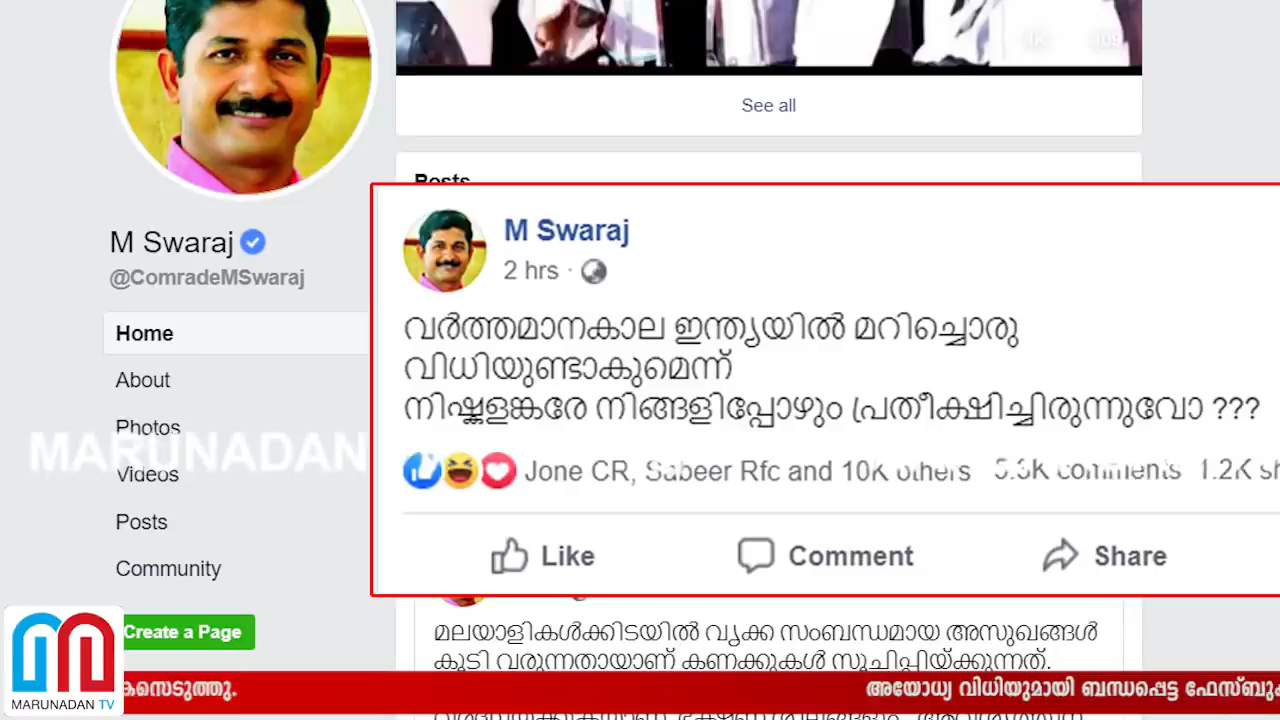 See all
Posts
M Swaraj
@ComradeMSwaraj
Home
About
Photos
Videos
Posts
Community
Create a Page
M Swaraj
2 hrs ·
വർത്തമാനകാല ഇന്ത്യയിൽ മറിച്ചൊരു
വിധിയുണ്ടാകുമെന്ന്
നിഷ്കളങ്കരേ നിങ്ങളിപ്പോഴും പ്രതീക്ഷിച്ചിരുന്നുവോ ???
Jone CR, Sabeer Rfc and 10K others 5.3K comments 1.2K sh
Like Comment Share
MARUNADAN
മലയാളികൾക്കിടയിൽ വൃക്ക സംബന്ധമായ അസുഖങ്ങൾ
കൂടി വരുന്നതായാണ് കണക്കുകൾ സൂചിപ്പിയ്ക്കുന്നത്.
MARUNADAN TV
കേസെടുത്തു. അയോധ്യ വിധിയുമായി ബന്ധപ്പെട്ട ഫേസ്ബുക